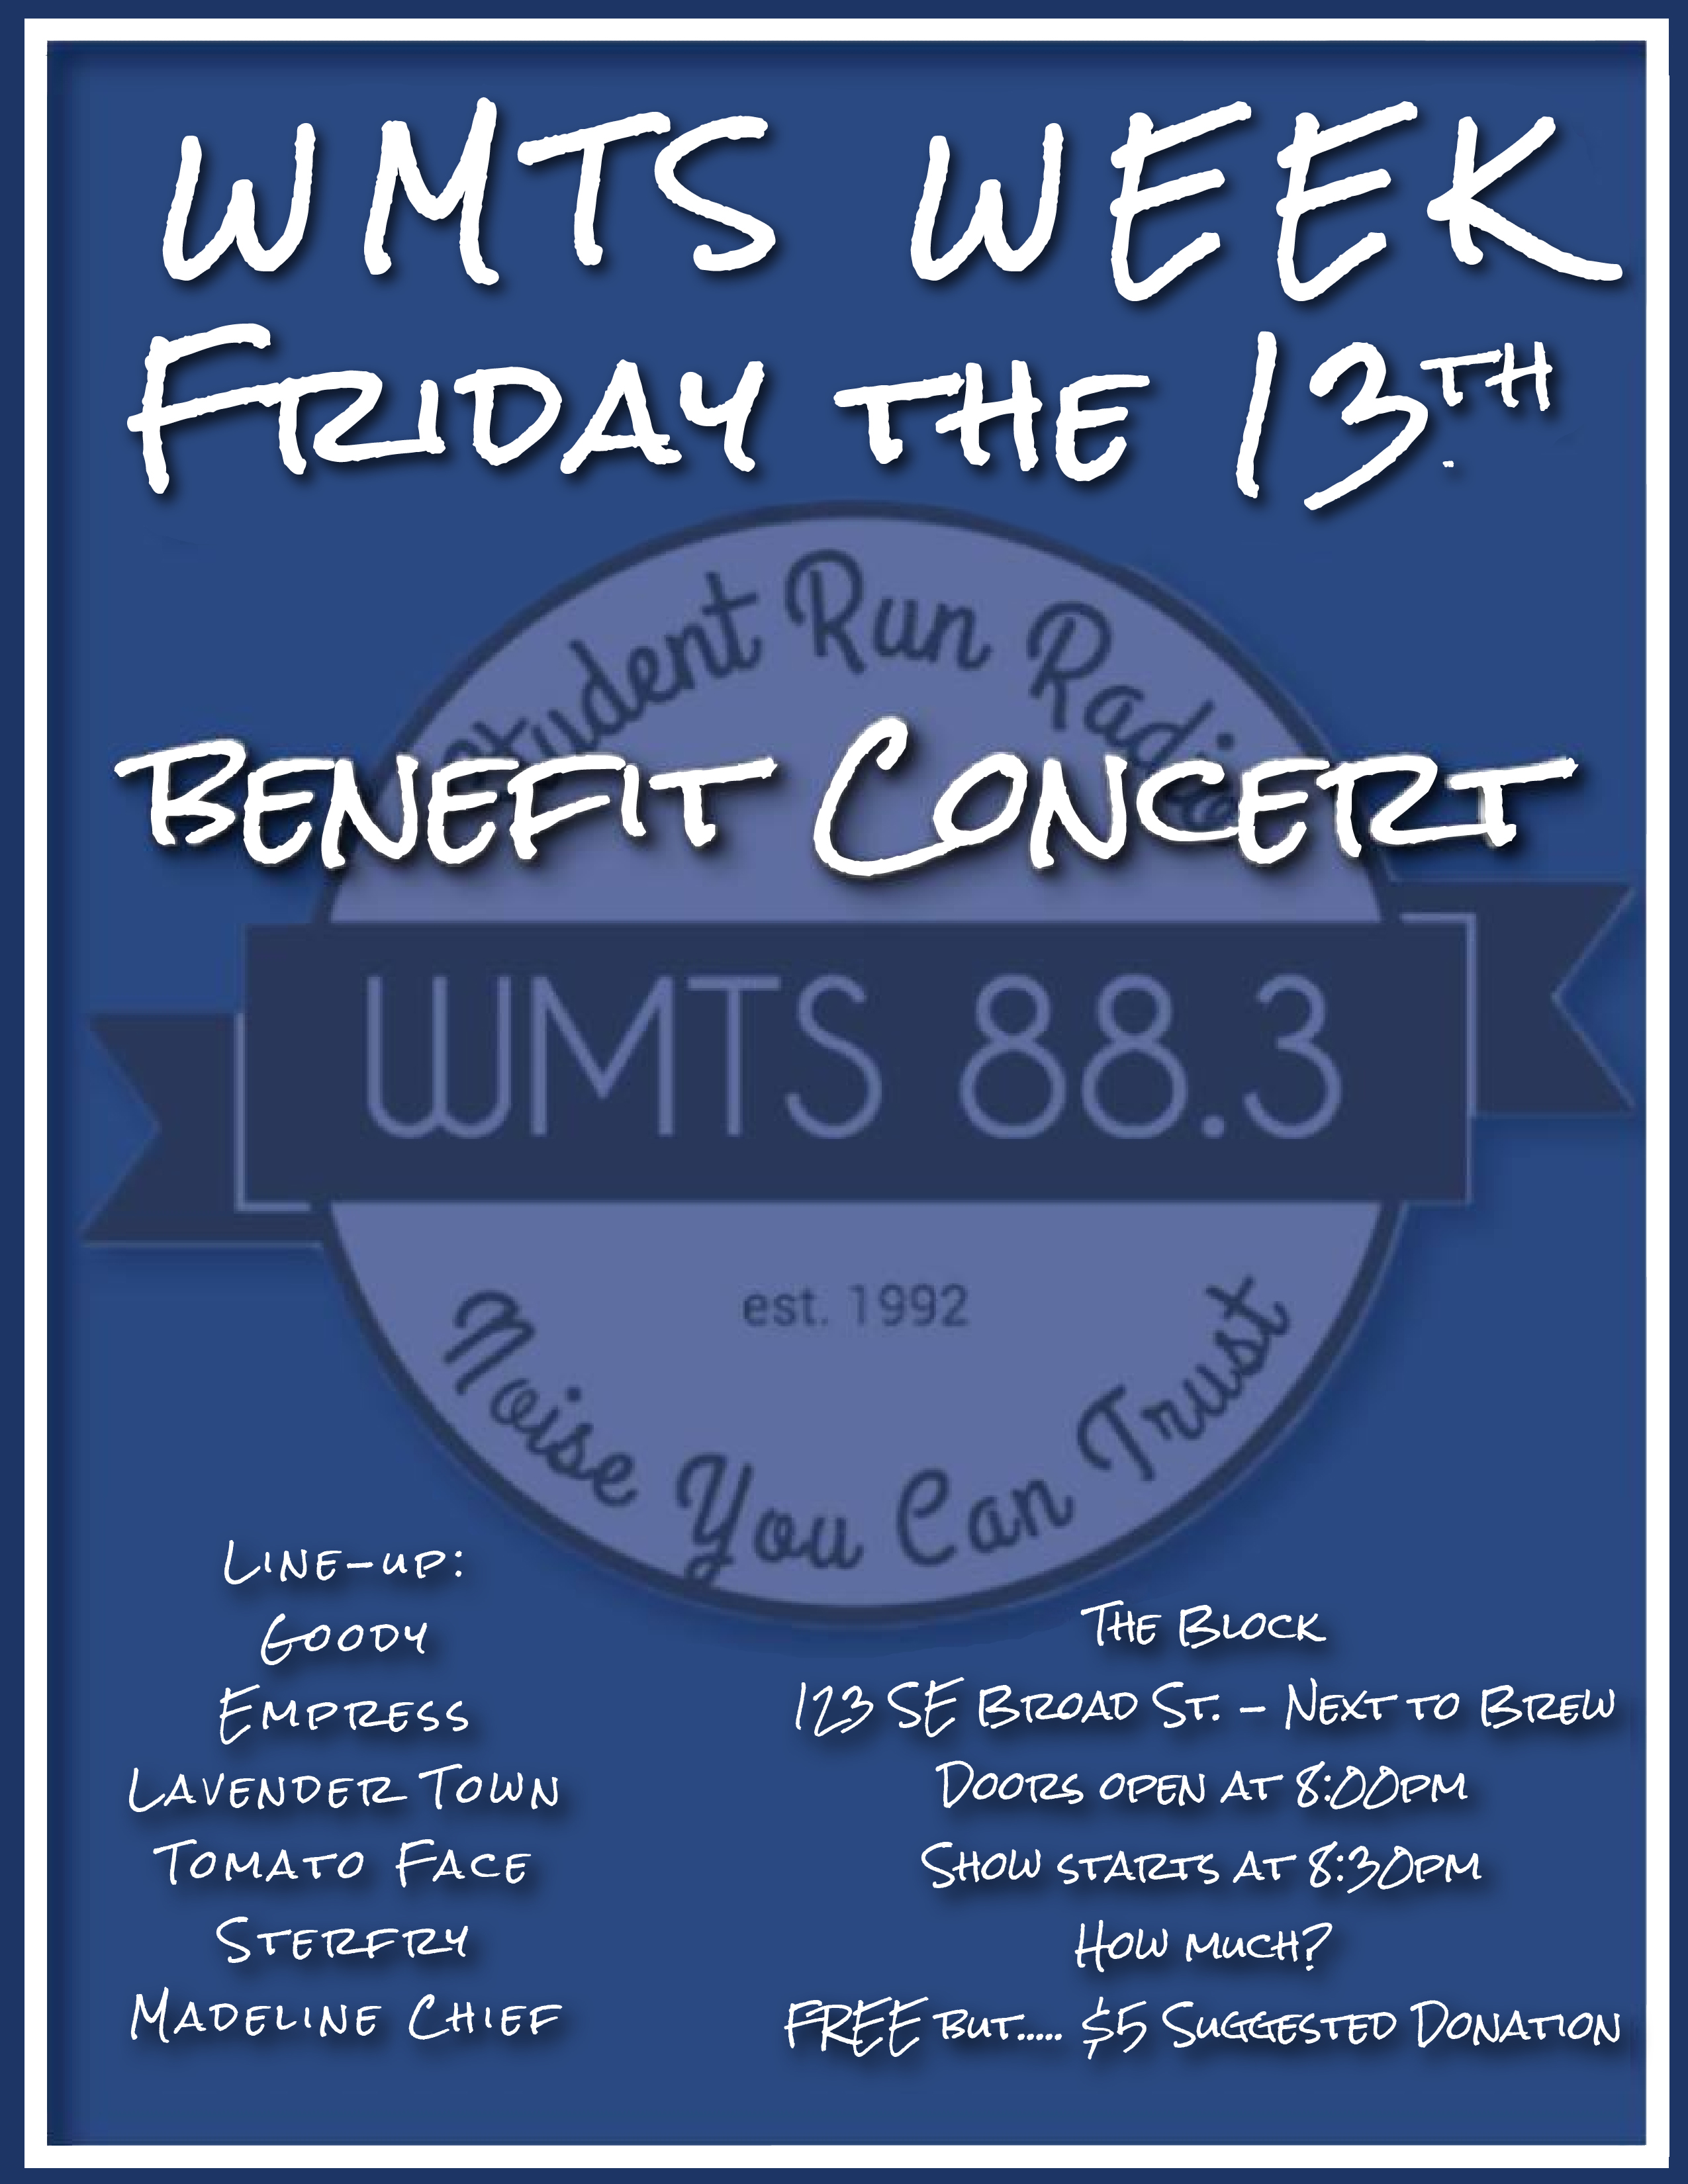 WMTS WEEK
FRIDAY THE 13TH
Student Run Radio
BENEFIT CONCERT
WMTS 88.3
est. 1992
Noise You Can Trust
LINE-UP:
GOODY
EMPRESS
LAVENDER TOWN
TOMATO FACE
STERFRY
MADELINE CHIEF
THE BLOCK
123 SE BROAD ST. - NEXT TO BREW
DOORS OPEN AT 8:00PM
SHOW STARTS AT 8:30PM
HOW MUCH?
FREE BUT..... $5 SUGGESTED DONATION